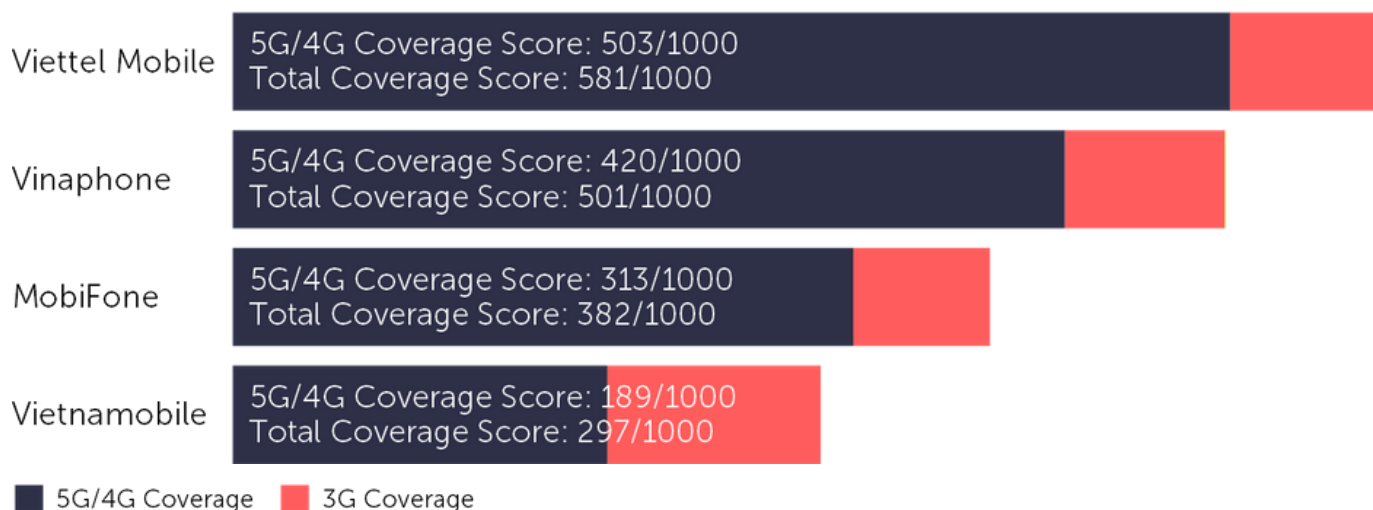 Viettel Mobile
5G/4G Coverage Score: 503/1000
Total Coverage Score: 581/1000
Vinaphone
5G/4G Coverage Score: 420/1000
Total Coverage Score: 501/1000
MobiFone
5G/4G Coverage Score: 313/1000
Total Coverage Score: 382/1000
Vietnamobile
5G/4G Coverage Score: 189/1000
Total Coverage Score: 297/1000
5G/4G Coverage 3G Coverage